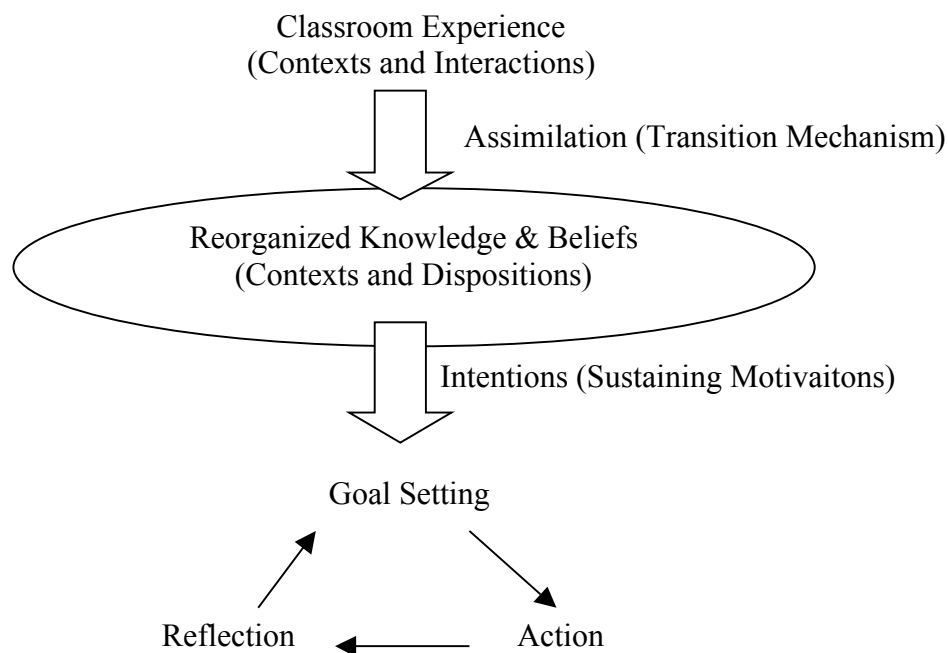 Classroom Experience
(Contexts and Interactions)
Assimilation (Transition Mechanism)
Reorganized Knowledge & Beliefs
(Contexts and Dispositions)
Intentions (Sustaining Motivaitons)
Goal Setting
Reflection
Action